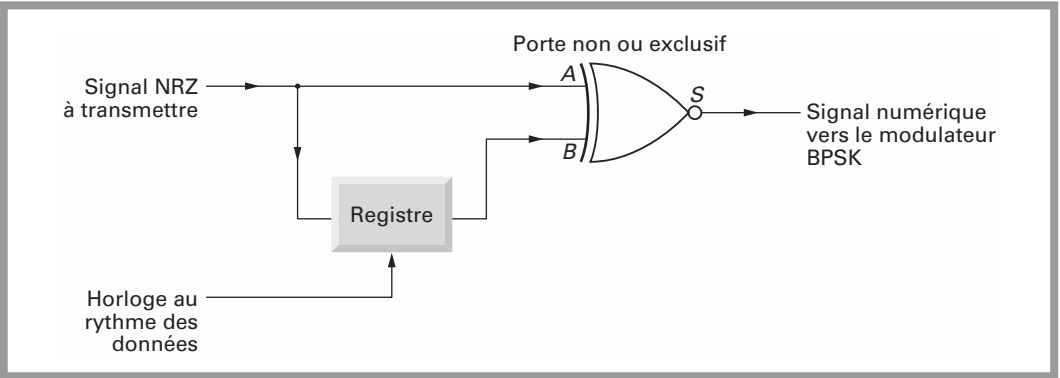 Porte non ou exclusif
Signal NRZ
à transmettre
A
B
S
Signal numérique
vers le modulateur
BPSK
Registre
Horloge au
rythme des
données